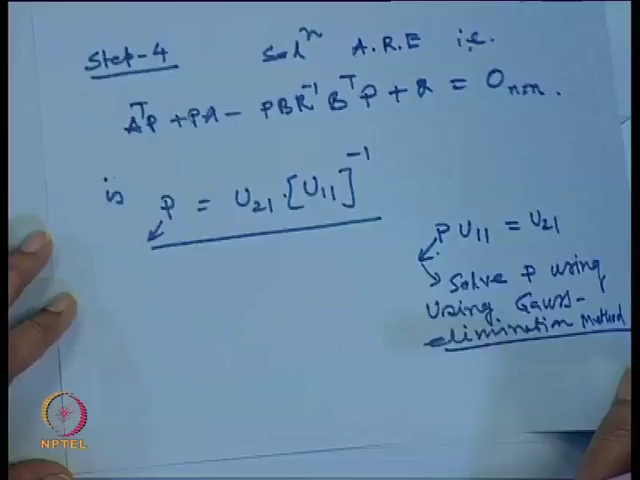 Step-4 Solⁿ A.R.E i.e.
AᵀP + PA - PBR⁻¹BᵀP + Q = 0ₙₓₙ.
is P = U₂₁.[U₁₁]⁻¹
P U₁₁ = U₂₁
Solve P using
using Gauss-
elimination Method
NPTEL